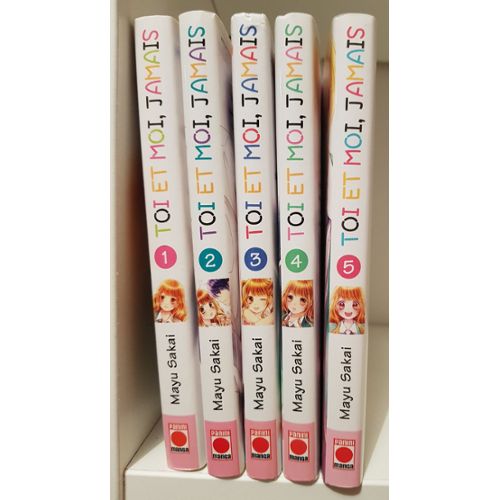 TOI ET MOI, JAMAIS
1
Mayu Sakai
PANINI
manga
TOI ET MOI, JAMAIS
2
Mayu Sakai
PANINI
manga
TOI ET MOI, JAMAIS
3
Mayu Sakai
PANINI
manga
TOI ET MOI, JAMAIS
4
Mayu Sakai
PANINI
manga
TOI ET MOI, JAMAIS
5
Mayu Sakai
PANINI
manga